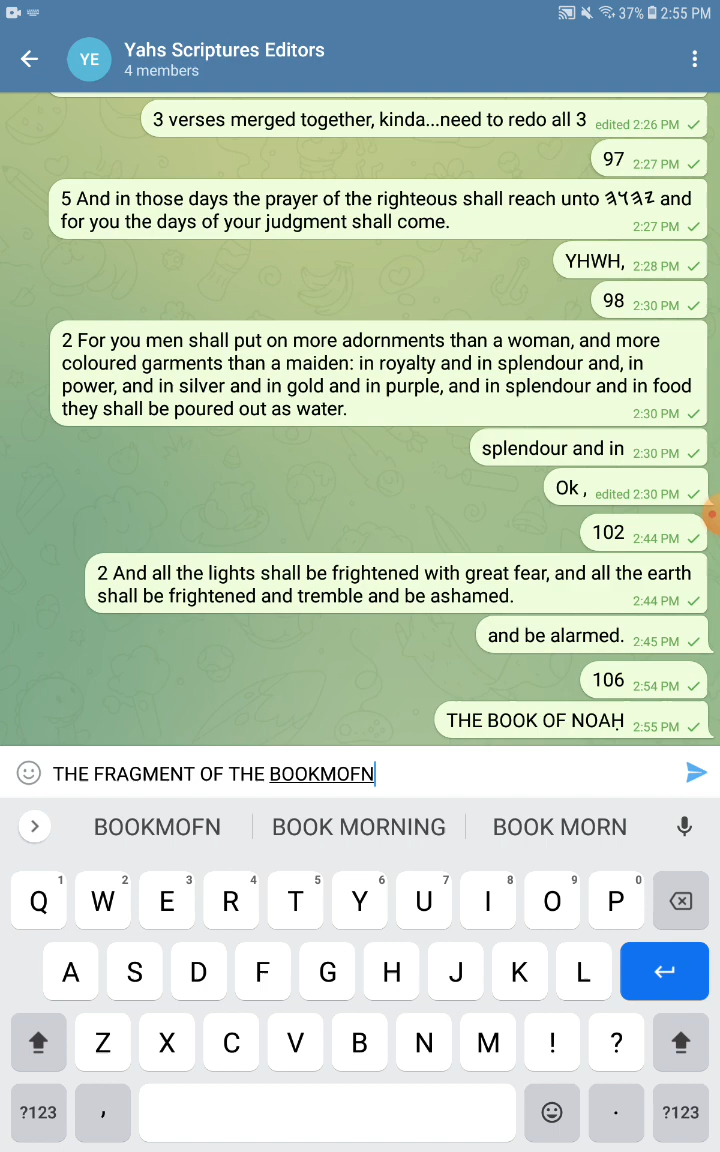 37% 2:55 PM
YE
Yahs Scriptures Editors
4 members
3 verses merged together, kinda...need to redo all 3 edited 2:26 PM
97 2:27 PM
5 And in those days the prayer of the righteous shall reach unto 𐤉𐤄𐤅𐤄 and
for you the days of your judgment shall come.
2:27 PM
YHWH, 2:28 PM
98 2:30 PM
2 For you men shall put on more adornments than a woman, and more
coloured garments than a maiden: in royalty and in splendour and, in
power, and in silver and in gold and in purple, and in splendour and in food
they shall be poured out as water.
2:30 PM
splendour and in 2:30 PM
Ok , edited 2:30 PM
102 2:44 PM
2 And all the lights shall be frightened with great fear, and all the earth
shall be frightened and tremble and be ashamed.
2:44 PM
and be alarmed. 2:45 PM
106 2:54 PM
THE BOOK OF NOAḤ 2:55 PM
THE FRAGMENT OF THE BOOKMOFN
BOOKMOFN BOOK MORNING BOOK MORN
1 2 3 4 5 6 7 8 9 0
Q W E R T Y U I O P
A S D F G H J K L
Z X C V B N M ! ?
?123 , . ?123